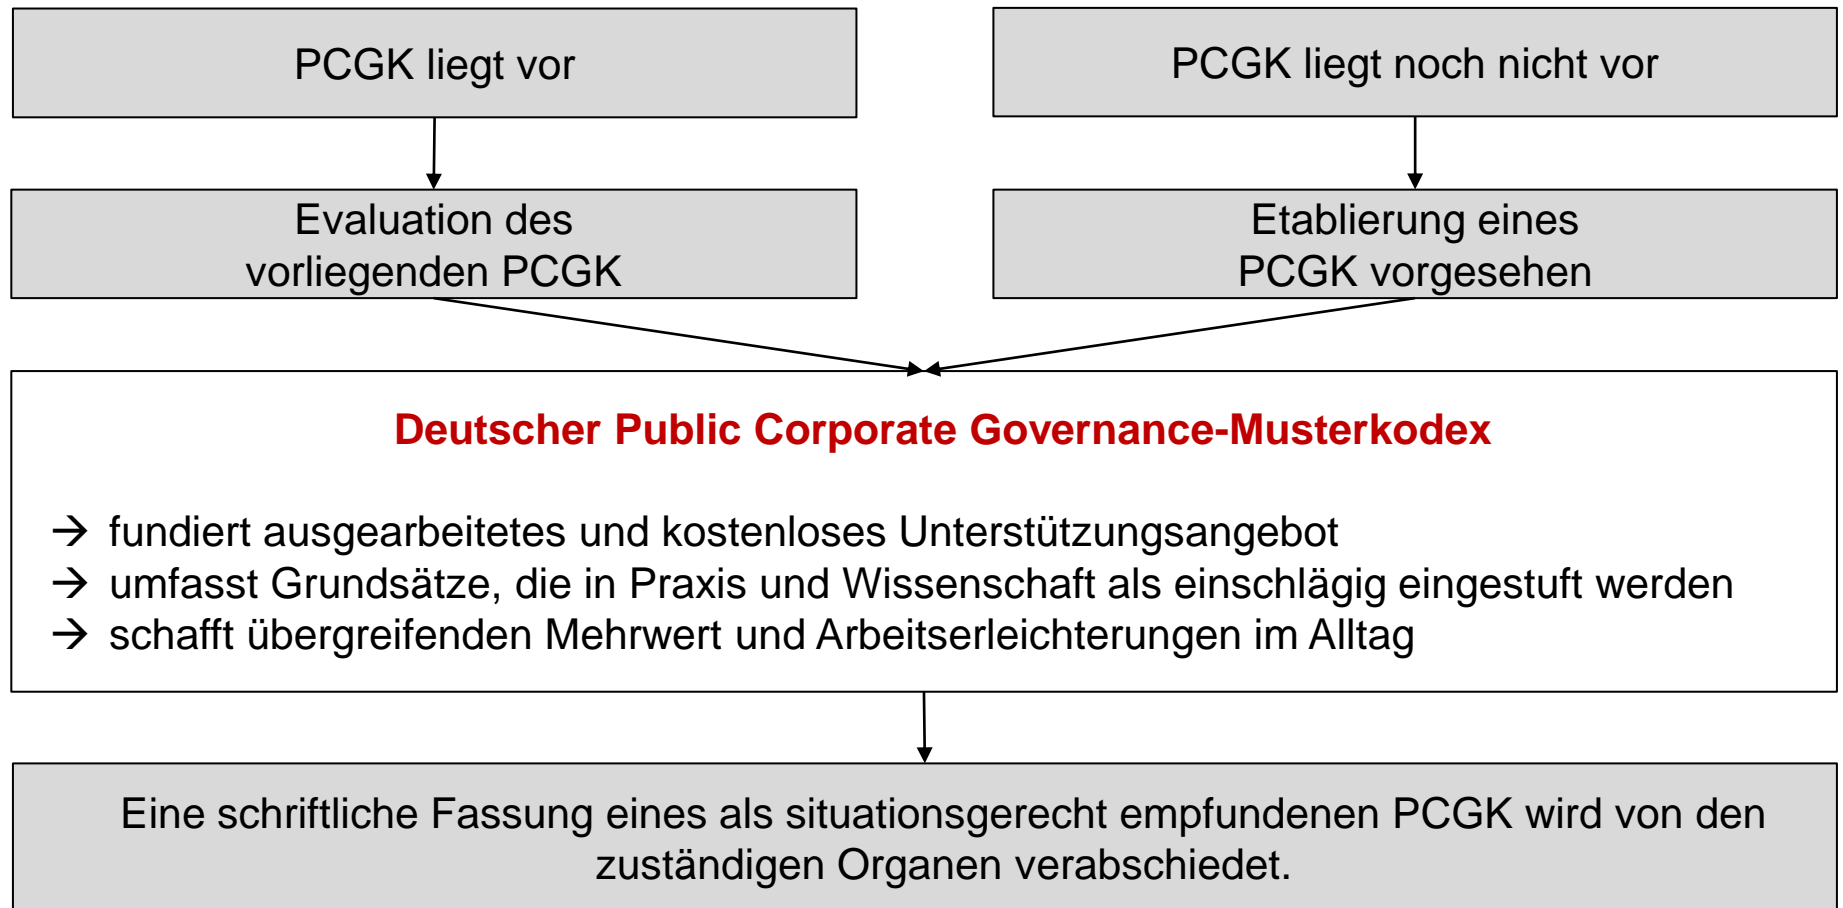 PCGK liegt vor
PCGK liegt noch nicht vor
Evaluation des
vorliegenden PCGK
Etablierung eines
PCGK vorgesehen
Deutscher Public Corporate Governance-Musterkodex
→ fundiert ausgearbeitetes und kostenloses Unterstützungsangebot
→ umfasst Grundsätze, die in Praxis und Wissenschaft als einschlägig eingestuft werden
→ schafft übergreifenden Mehrwert und Arbeitserleichterungen im Alltag
Eine schriftliche Fassung eines als situationsgerecht empfundenen PCGK wird von den
zuständigen Organen verabschiedet.